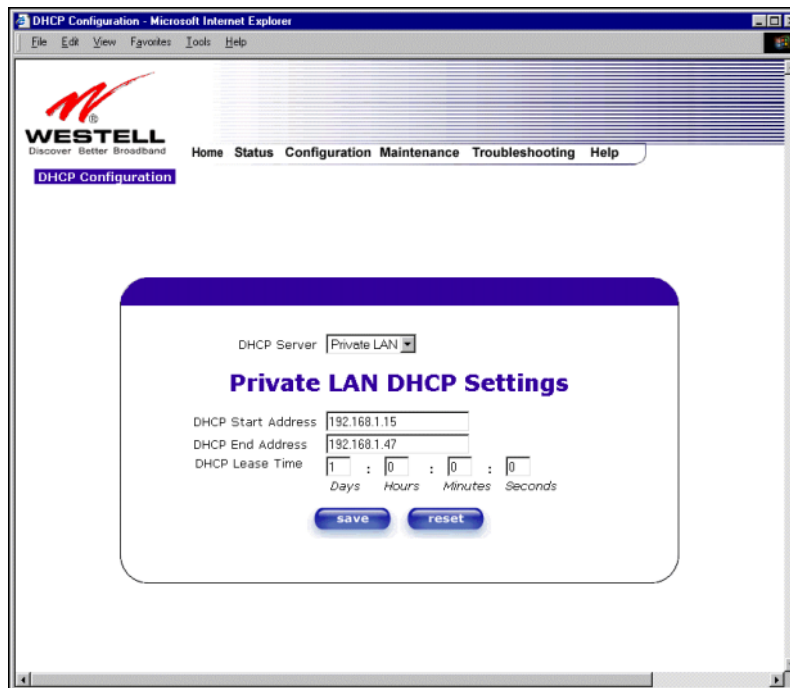 DHCP Configuration - Microsoft Internet Explorer
File Edit View Favorites Tools Help
WESTELL
®
Discover Better Broadband
Home Status Configuration Maintenance Troubleshooting Help
DHCP Configuration
DHCP Server Private LAN
Private LAN DHCP Settings
DHCP Start Address 192.168.1.15
DHCP End Address 192.168.1.47
DHCP Lease Time 1 : 0 : 0 : 0
Days Hours Minutes Seconds
save reset